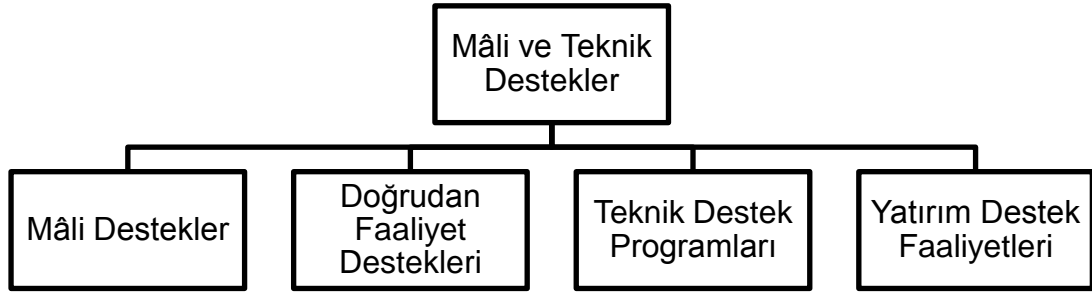 Mâli ve Teknik
Destekler
Mâli Destekler
Doğrudan
Faaliyet
Destekleri
Teknik Destek
Programları
Yatırım Destek
Faaliyetleri